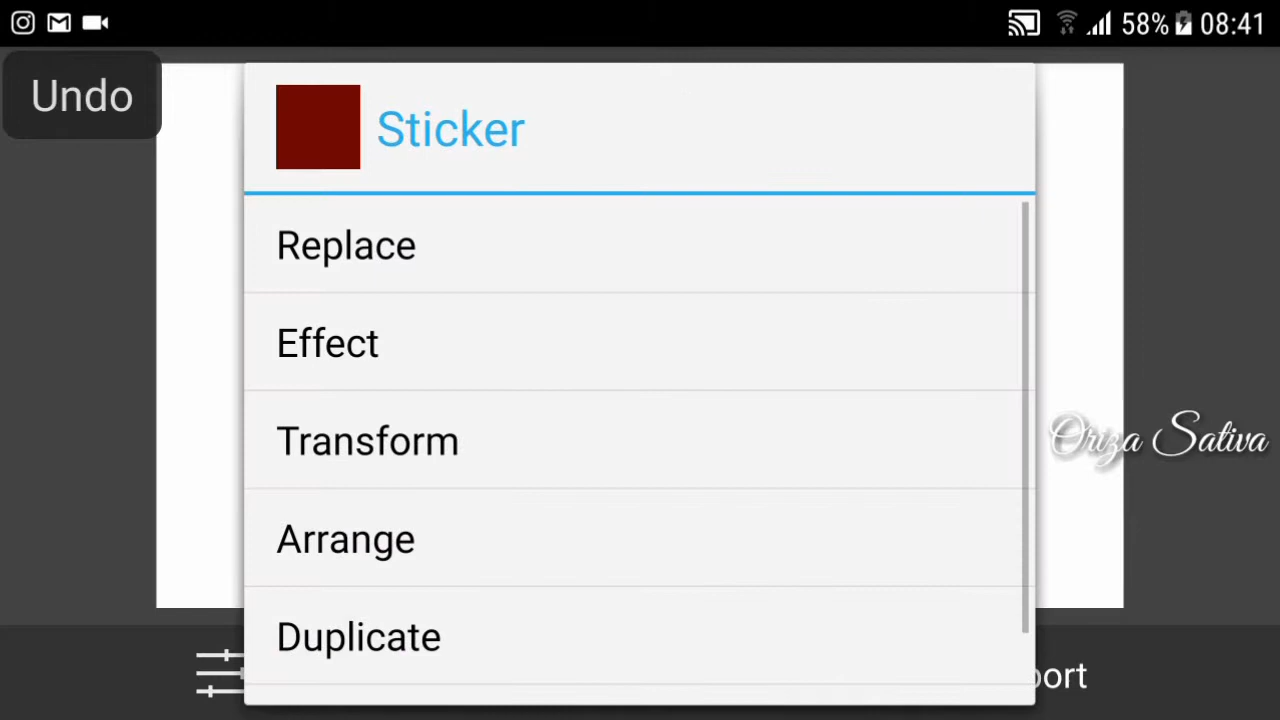 58% 08:41
Undo
Sticker
Replace
Effect
Transform
Arrange
Oriza Sativa
Duplicate
port